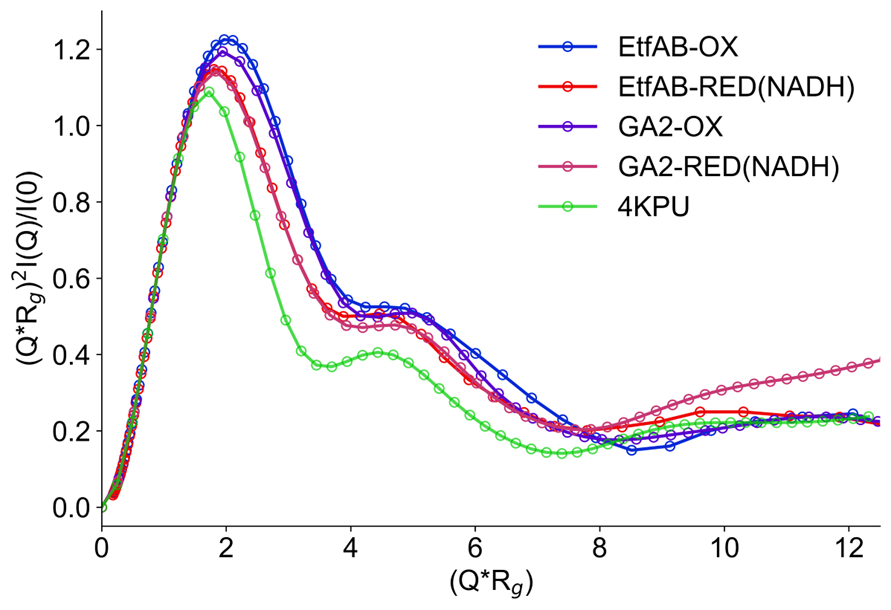 1.2
1.0
0.8
0.6
0.4
0.2
0.0
(Q*Rg)²I(Q)/I(0)
EtfAB-OX
EtfAB-RED(NADH)
GA2-OX
GA2-RED(NADH)
4KPU
0 2 4 6 8 10 12
(Q*Rg)